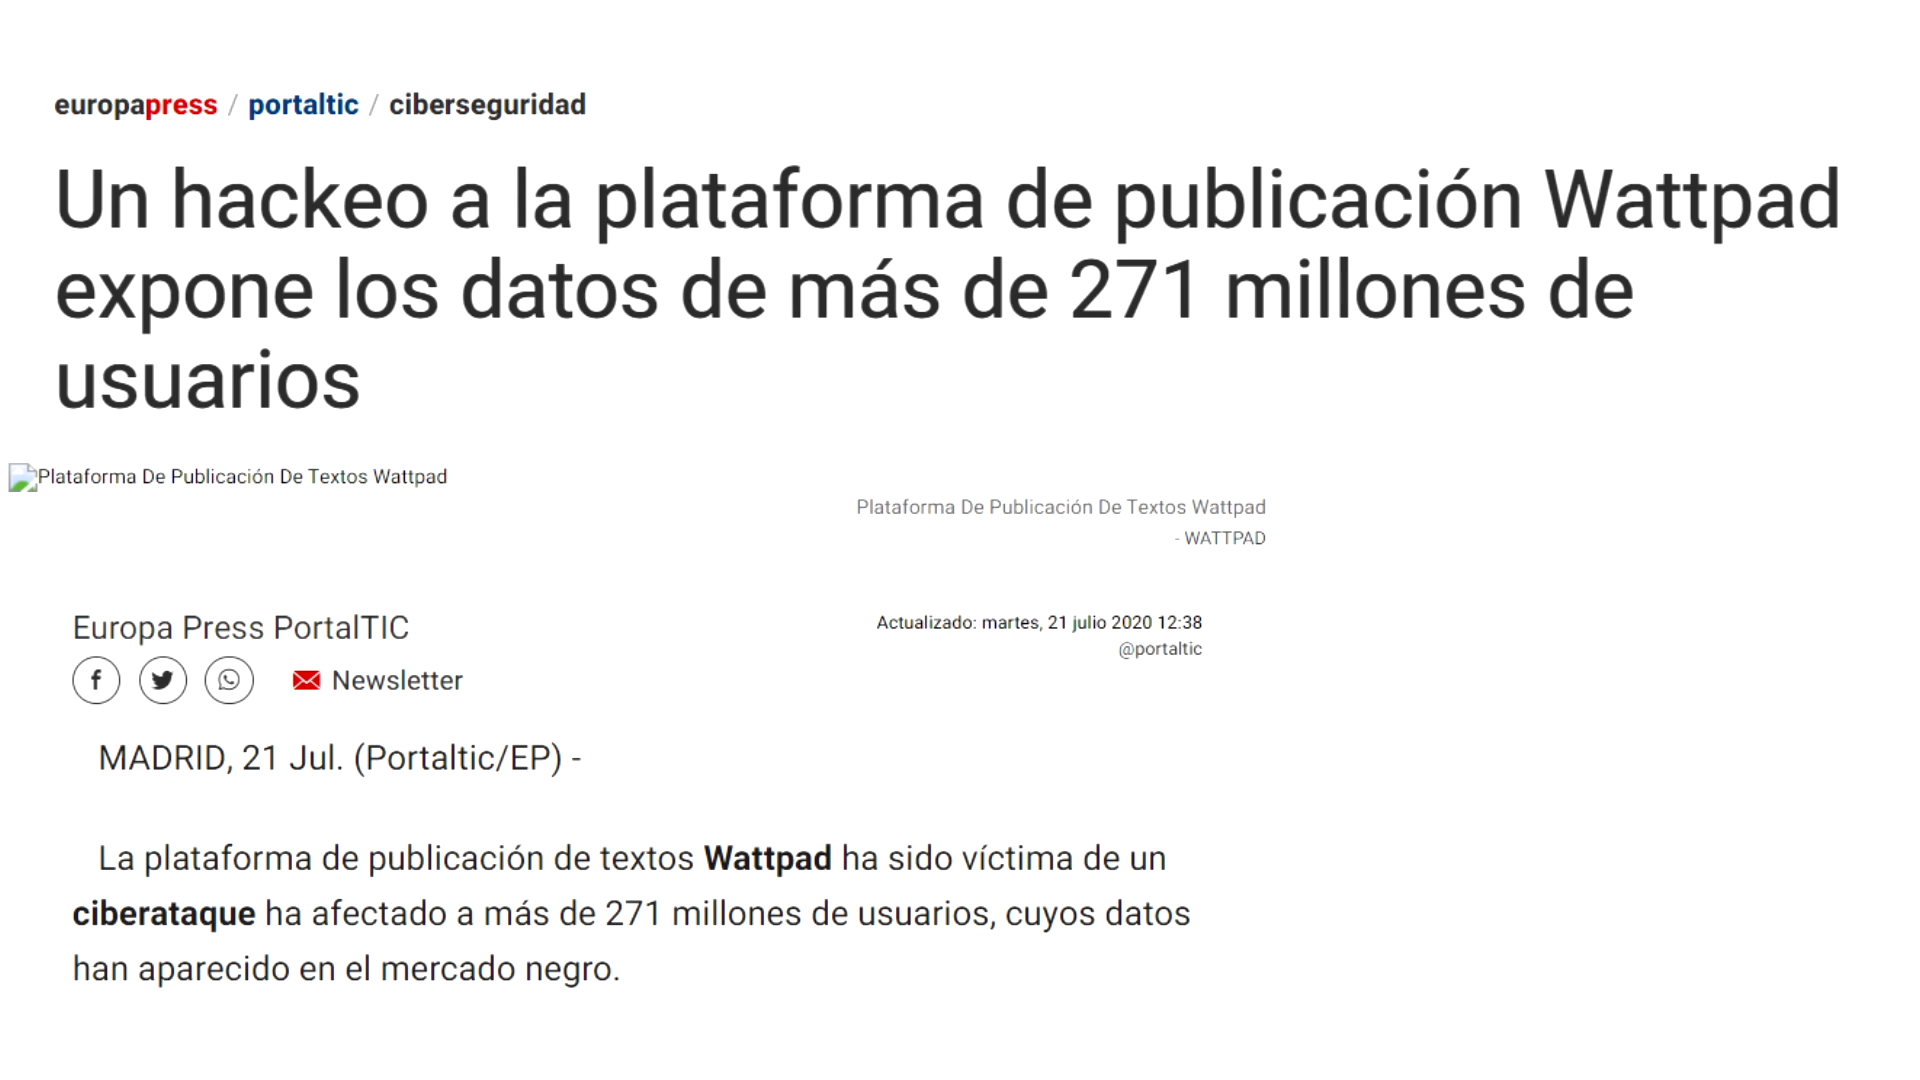 europapress / portaltic / ciberseguridad
Un hackeo a la plataforma de publicación Wattpad
expone los datos de más de 271 millones de
usuarios
Plataforma De Publicación De Textos Wattpad
Plataforma De Publicación De Textos Wattpad
- WATTPAD
Europa Press PortalTIC
Actualizado: martes, 21 julio 2020 12:38
@portaltic
Newsletter
MADRID, 21 Jul. (Portaltic/EP) -
La plataforma de publicación de textos Wattpad ha sido víctima de un
ciberataque ha afectado a más de 271 millones de usuarios, cuyos datos
han aparecido en el mercado negro.